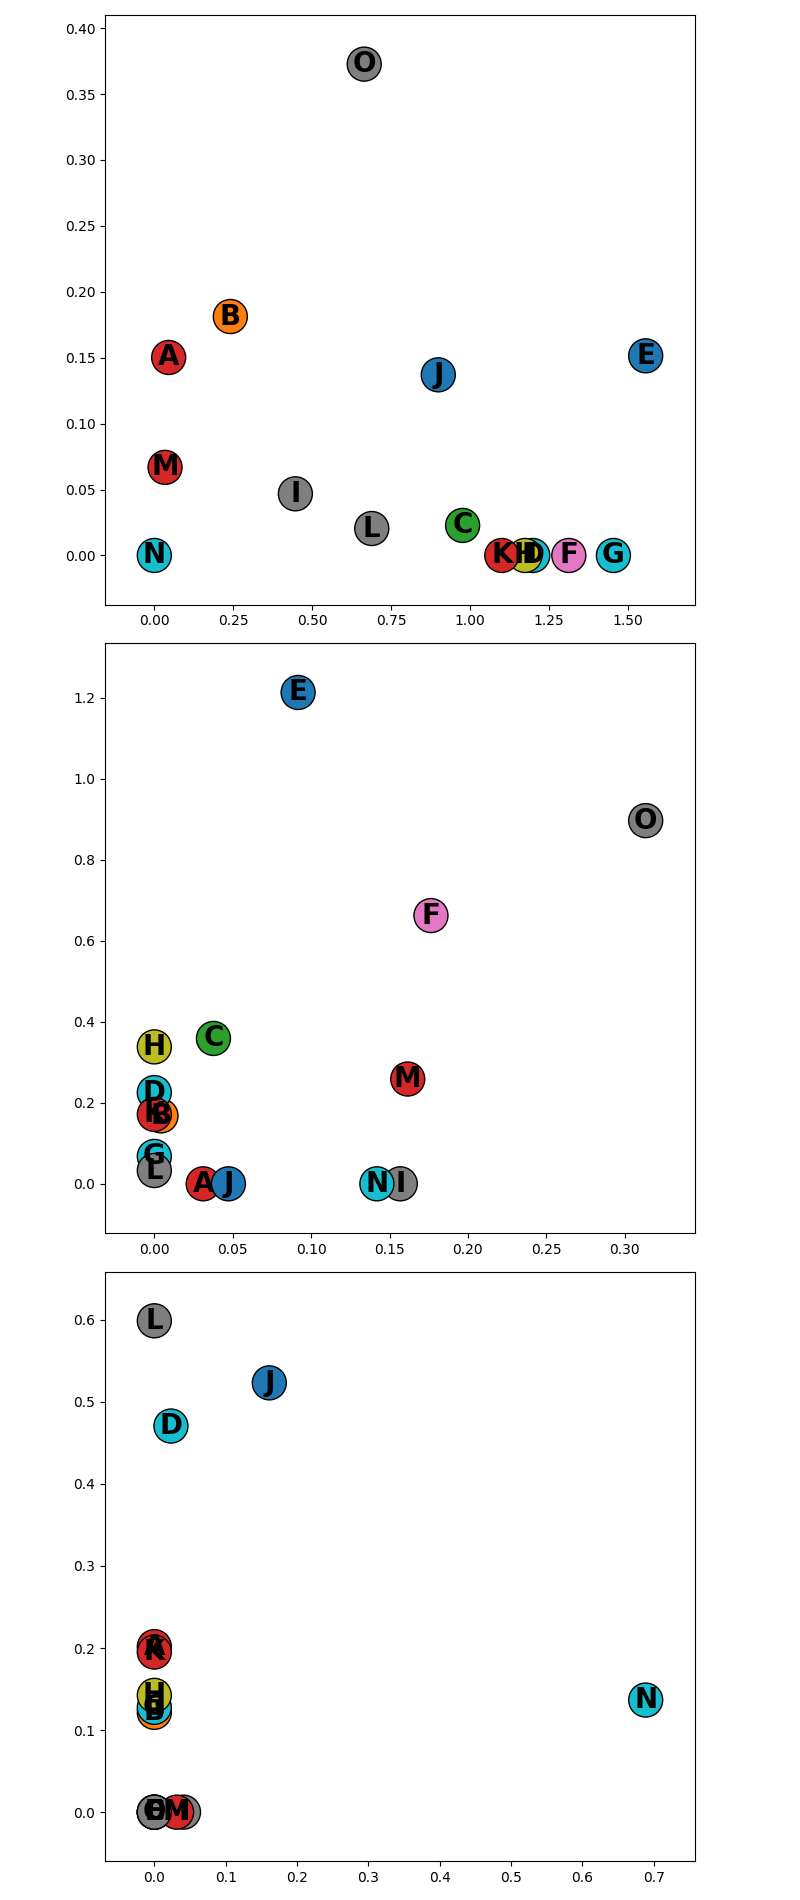 0.40
O
0.35
0.30
0.25
0.20
B
0.15
A
J
E
0.10
M
0.05
I
L
C
0.00
N
K H D F G
0.00 0.25 0.50 0.75 1.00 1.25 1.50
1.2
E
1.0
O
0.8
F
0.6
0.4
H
C
M
D
0.2
K B
G
L
0.0
A J
N I
0.00 0.05 0.10 0.15 0.20 0.25 0.30
0.6
L
J
0.5
D
0.4
0.3
0.2
A
K
H
N
0.1
0.0
M
0.0 0.1 0.2 0.3 0.4 0.5 0.6 0.7